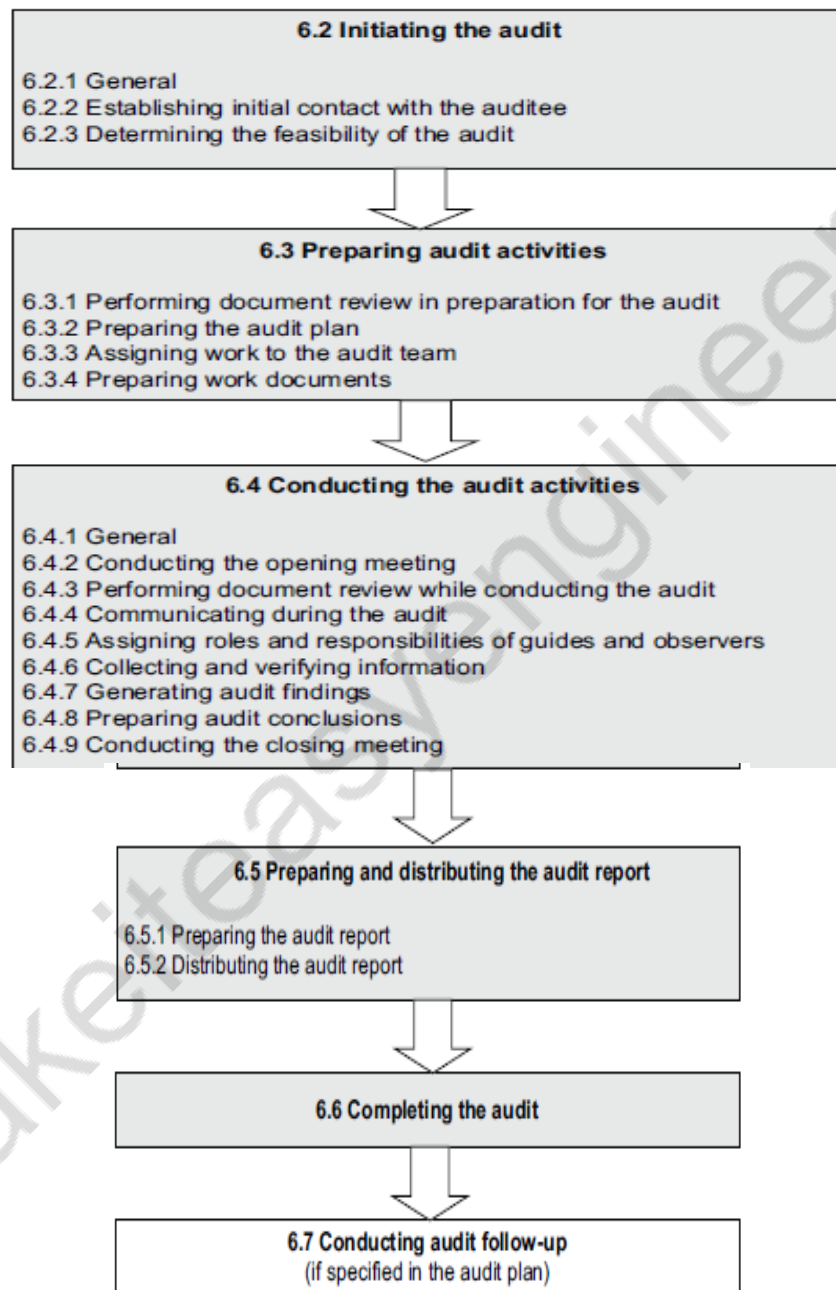 6.2 Initiating the audit
6.2.1 General
6.2.2 Establishing initial contact with the auditee
6.2.3 Determining the feasibility of the audit
6.3 Preparing audit activities
6.3.1 Performing document review in preparation for the audit
6.3.2 Preparing the audit plan
6.3.3 Assigning work to the audit team
6.3.4 Preparing work documents
6.4 Conducting the audit activities
6.4.1 General
6.4.2 Conducting the opening meeting
6.4.3 Performing document review while conducting the audit
6.4.4 Communicating during the audit
6.4.5 Assigning roles and responsibilities of guides and observers
6.4.6 Collecting and verifying information
6.4.7 Generating audit findings
6.4.8 Preparing audit conclusions
6.4.9 Conducting the closing meeting
6.5 Preparing and distributing the audit report
6.5.1 Preparing the audit report
6.5.2 Distributing the audit report
6.6 Completing the audit
6.7 Conducting audit follow-up
(if specified in the audit plan)
akeiteasyengineer